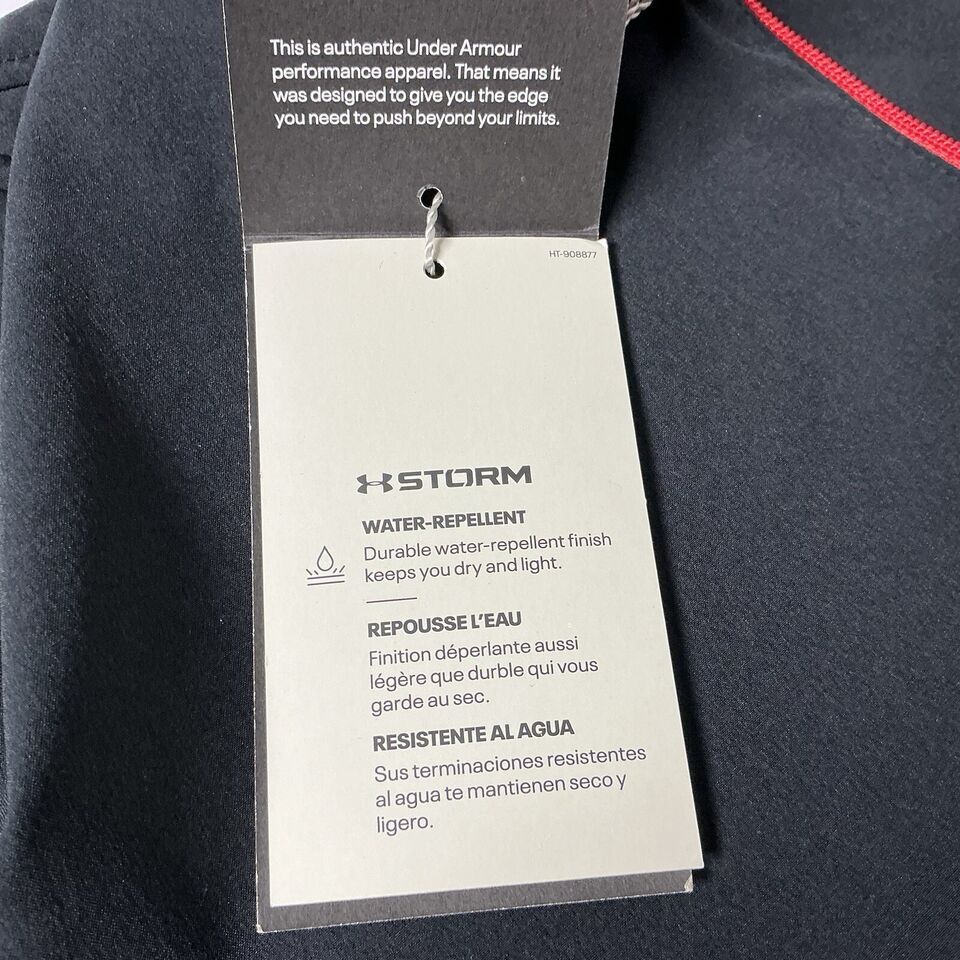 This is authentic Under Armour
performance apparel. That means it
was designed to give you the edge
you need to push beyond your limits.
HT-908877
STORM
WATER-REPELLENT
Durable water-repellent finish
keeps you dry and light.
REPOUSSE L'EAU
Finition déperlante aussi
légère que durble qui vous
garde au sec.
RESISTENTE AL AGUA
Sus terminaciones resistentes
al agua te mantienen seco y
ligero.